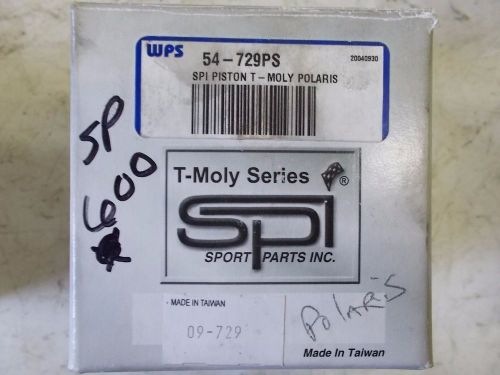 WPS
54-729PS
20040930
SPI PISTON T-MOLY POLARIS
SP
600
T-Moly Series
®
SPI
SPORT PARTS INC.
MADE IN TAIWAN
09-729
POLARIS
Made In Taiwan